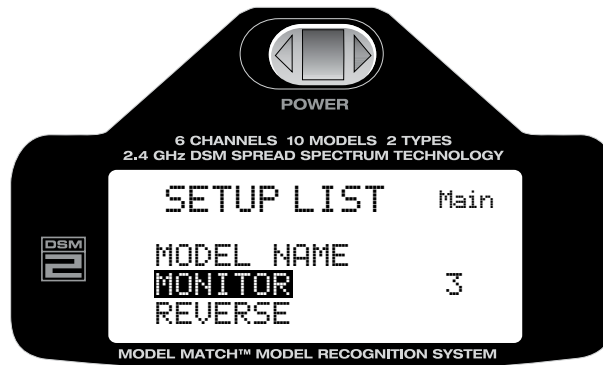 POWER
6 CHANNELS 10 MODELS 2 TYPES
2.4 GHz DSM SPREAD SPECTRUM TECHNOLOGY
SETUP LIST Main
DSM
2
MODEL NAME
MONITOR 3
REVERSE
MODEL MATCH™ MODEL RECOGNITION SYSTEM